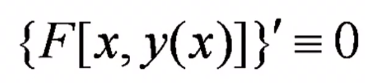 {F[x, y(x)]}′ ≡ 0